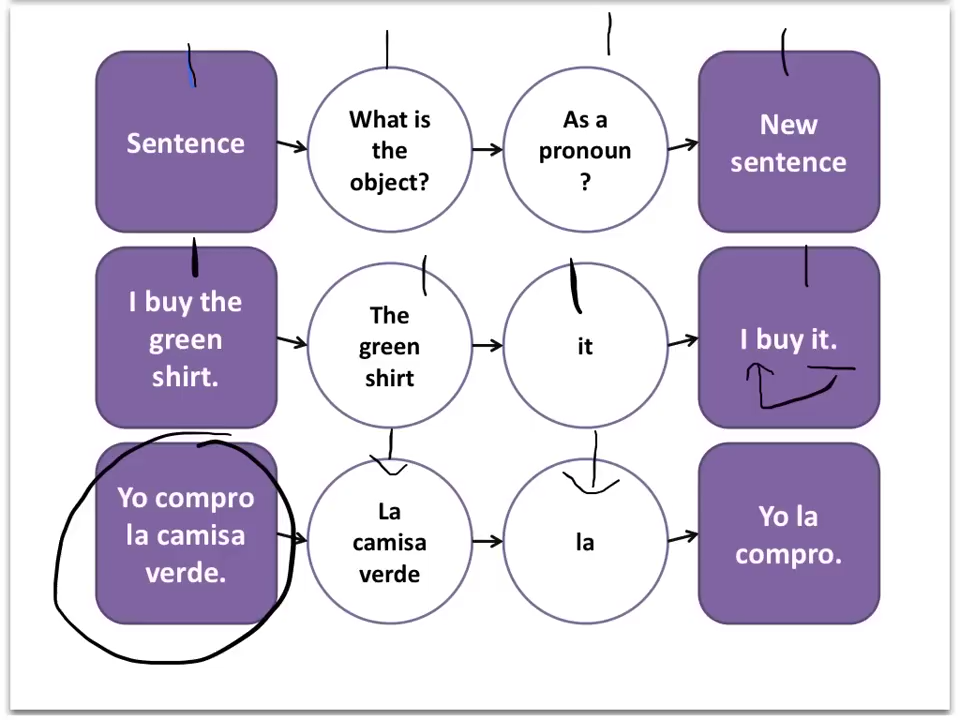 Sentence
What is
the
object?
As a
pronoun
?
New
sentence
I buy the
green
shirt.
The
green
shirt
it
I buy it.
Yo compro
la camisa
verde.
La
camisa
verde
la
Yo la
compro.